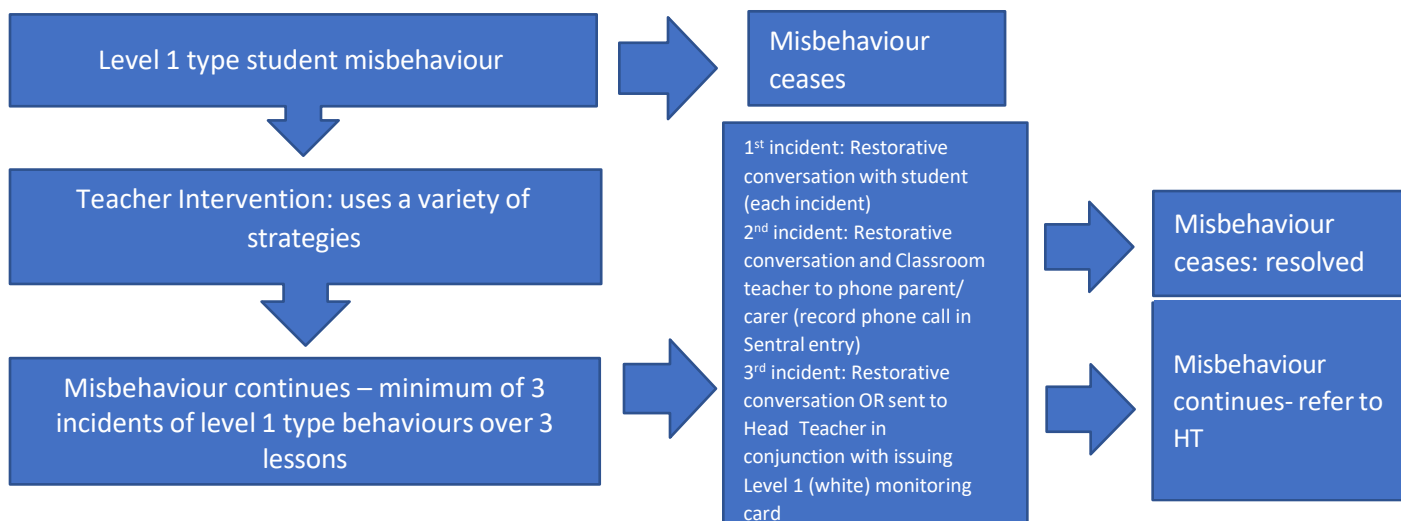 Level 1 type student misbehaviour
Misbehaviour
ceases
Teacher Intervention: uses a variety of
strategies
Misbehaviour continues – minimum of 3
incidents of level 1 type behaviours over 3
lessons
1st incident: Restorative
conversation with student
(each incident)
2nd incident: Restorative
conversation and Classroom
teacher to phone parent/
carer (record phone call in
Sentral entry)
3rd incident: Restorative
conversation OR sent to
Head Teacher in
conjunction with issuing
Level 1 (white) monitoring
card
Misbehaviour
ceases: resolved
Misbehaviour
continues- refer to
HT